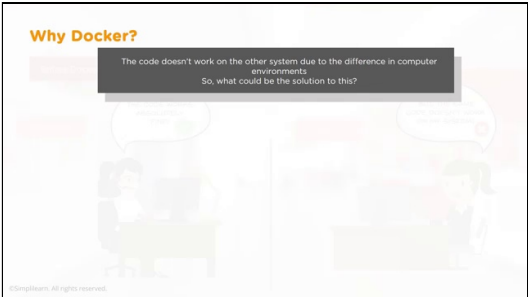 Why Docker?
The code doesn't work on the other system due to the difference in computer
environments
So, what could be the solution to this?
©Simplilearn. All rights reserved.